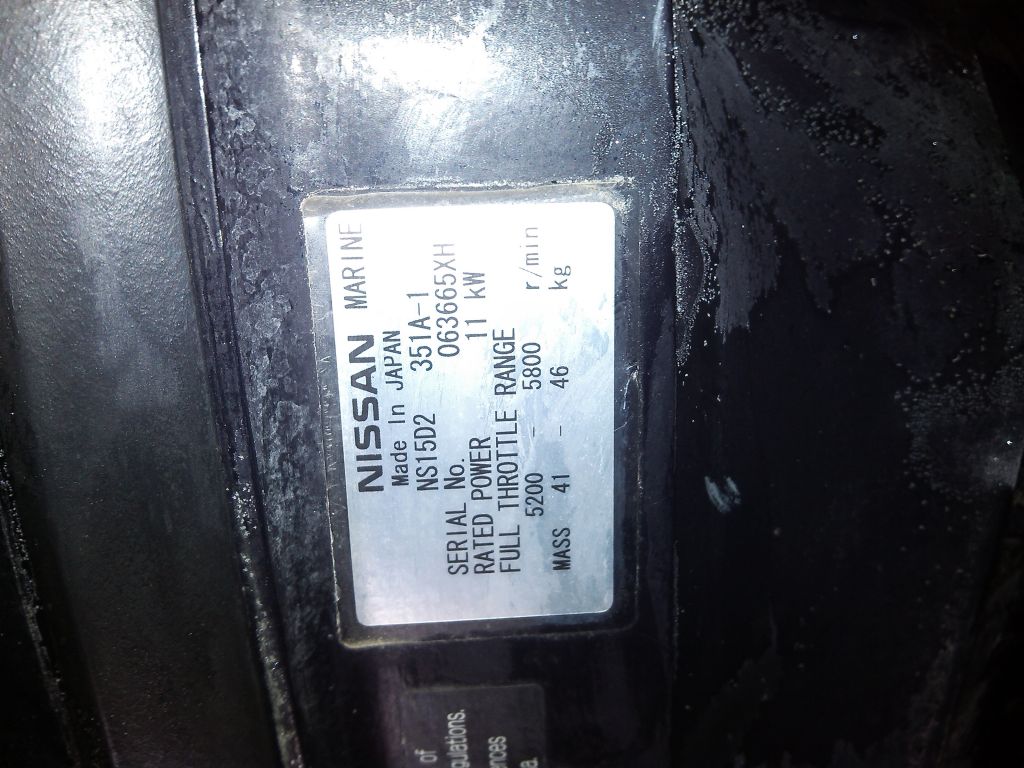 NISSAN MARINE
Made In JAPAN
NS15D2 351A-1
SERIAL No. 063665XH
RATED POWER 11 kW
FULL THROTTLE RANGE
5200 - 5800 r/min
MASS 41 - 46 kg
of
gulations.
ences
a.